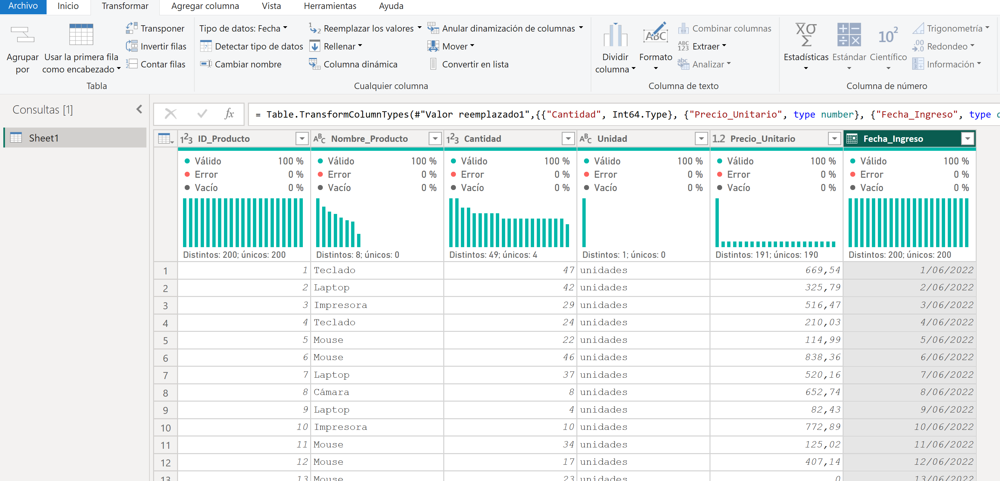 Archivo Inicio Transformar Agregar columna Vista Herramientas Ayuda
Agrupar por
Usar la primera fila como encabezado
Transponer
Invertir filas
Contar filas
Tabla
Tipo de datos: Fecha
Detectar tipo de datos
Cambiar nombre
Reemplazar los valores
Rellenar
Columna dinámica
Anular dinamización de columnas
Mover
Convertir en lista
Cualquier columna
Dividir columna
Formato
Combinar columnas
Extraer
Analizar
Columna de texto
Estadísticas
Estándar
Científico
Trigonometría
Redondeo
Información
Columna de número
Consultas [1]
Sheet1
fx
= Table.TransformColumnTypes(#"Valor reemplazado1",{{"Cantidad", Int64.Type}, {"Precio_Unitario", type number}, {"Fecha_Ingreso", type
ID_Producto Nombre_Producto Cantidad Unidad Precio_Unitario Fecha_Ingreso
Válido 100 % Válido 100 % Válido 100 % Válido 100 % Válido 100 % Válido 100 %
Error 0 % Error 0 % Error 0 % Error 0 % Error 0 % Error 0 %
Vacío 0 % Vacío 0 % Vacío 0 % Vacío 0 % Vacío 0 % Vacío 0 %
Distintos: 200; únicos: 200 Distintos: 8; únicos: 0 Distintos: 49; únicos: 4 Distintos: 1; únicos: 0 Distintos: 191; únicos: 190 Distintos: 200; únicos: 200
1 1 Teclado 47 unidades 669,54 1/06/2022
2 2 Laptop 42 unidades 325,79 2/06/2022
3 3 Impresora 29 unidades 516,47 3/06/2022
4 4 Teclado 24 unidades 210,03 4/06/2022
5 5 Mouse 22 unidades 114,99 5/06/2022
6 6 Mouse 46 unidades 838,36 6/06/2022
7 7 Laptop 37 unidades 520,16 7/06/2022
8 8 Cámara 8 unidades 652,74 8/06/2022
9 9 Laptop 4 unidades 82,43 9/06/2022
10 10 Impresora 10 unidades 772,89 10/06/2022
11 11 Mouse 34 unidades 125,02 11/06/2022
12 12 Mouse 17 unidades 407,14 12/06/2022
13 13 Mouse 23 unidades 0 13/06/2022